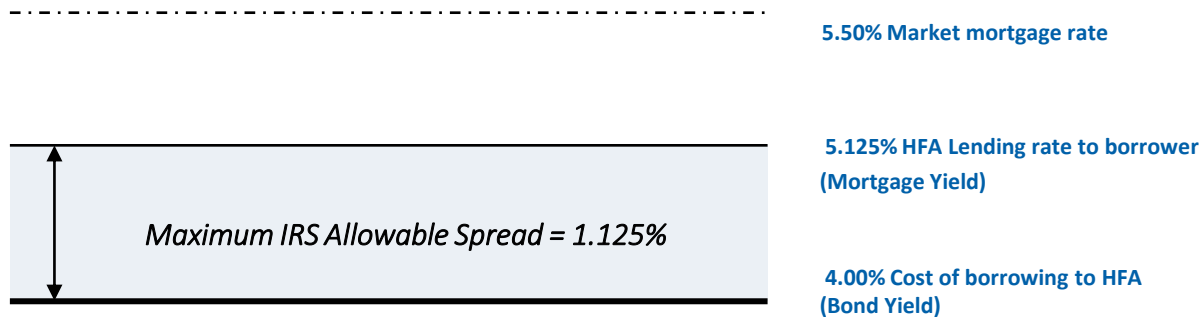 5.50% Market mortgage rate
5.125% HFA Lending rate to borrower
(Mortgage Yield)
Maximum IRS Allowable Spread = 1.125%
4.00% Cost of borrowing to HFA
(Bond Yield)